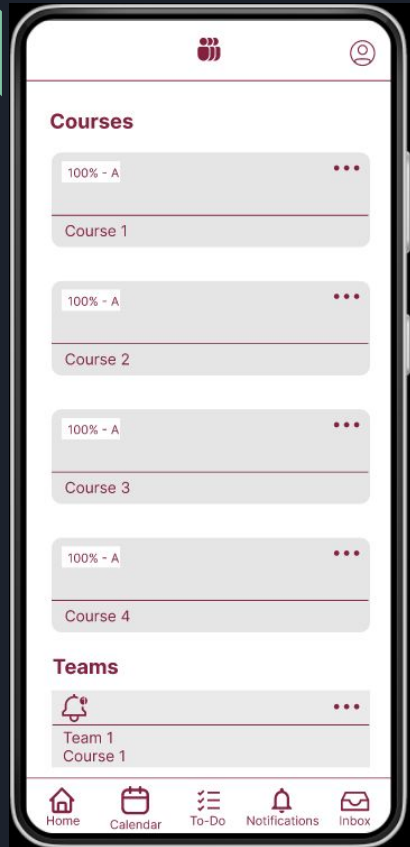 Courses
100% - A
Course 1
100% - A
Course 2
100% - A
Course 3
100% - A
Course 4
Teams
Team 1
Course 1
Home
Calendar
To-Do
Notifications
Inbox